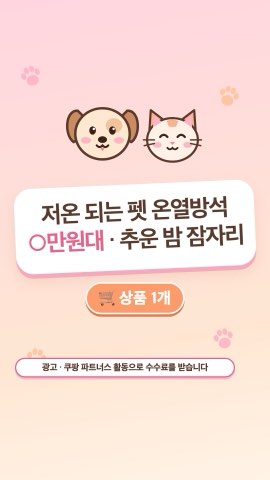 저온 되는 펫 온열방석
○만원대 · 추운 밤 잠자리
상품 1개
광고 · 쿠팡 파트너스 활동으로 수수료를 받습니다